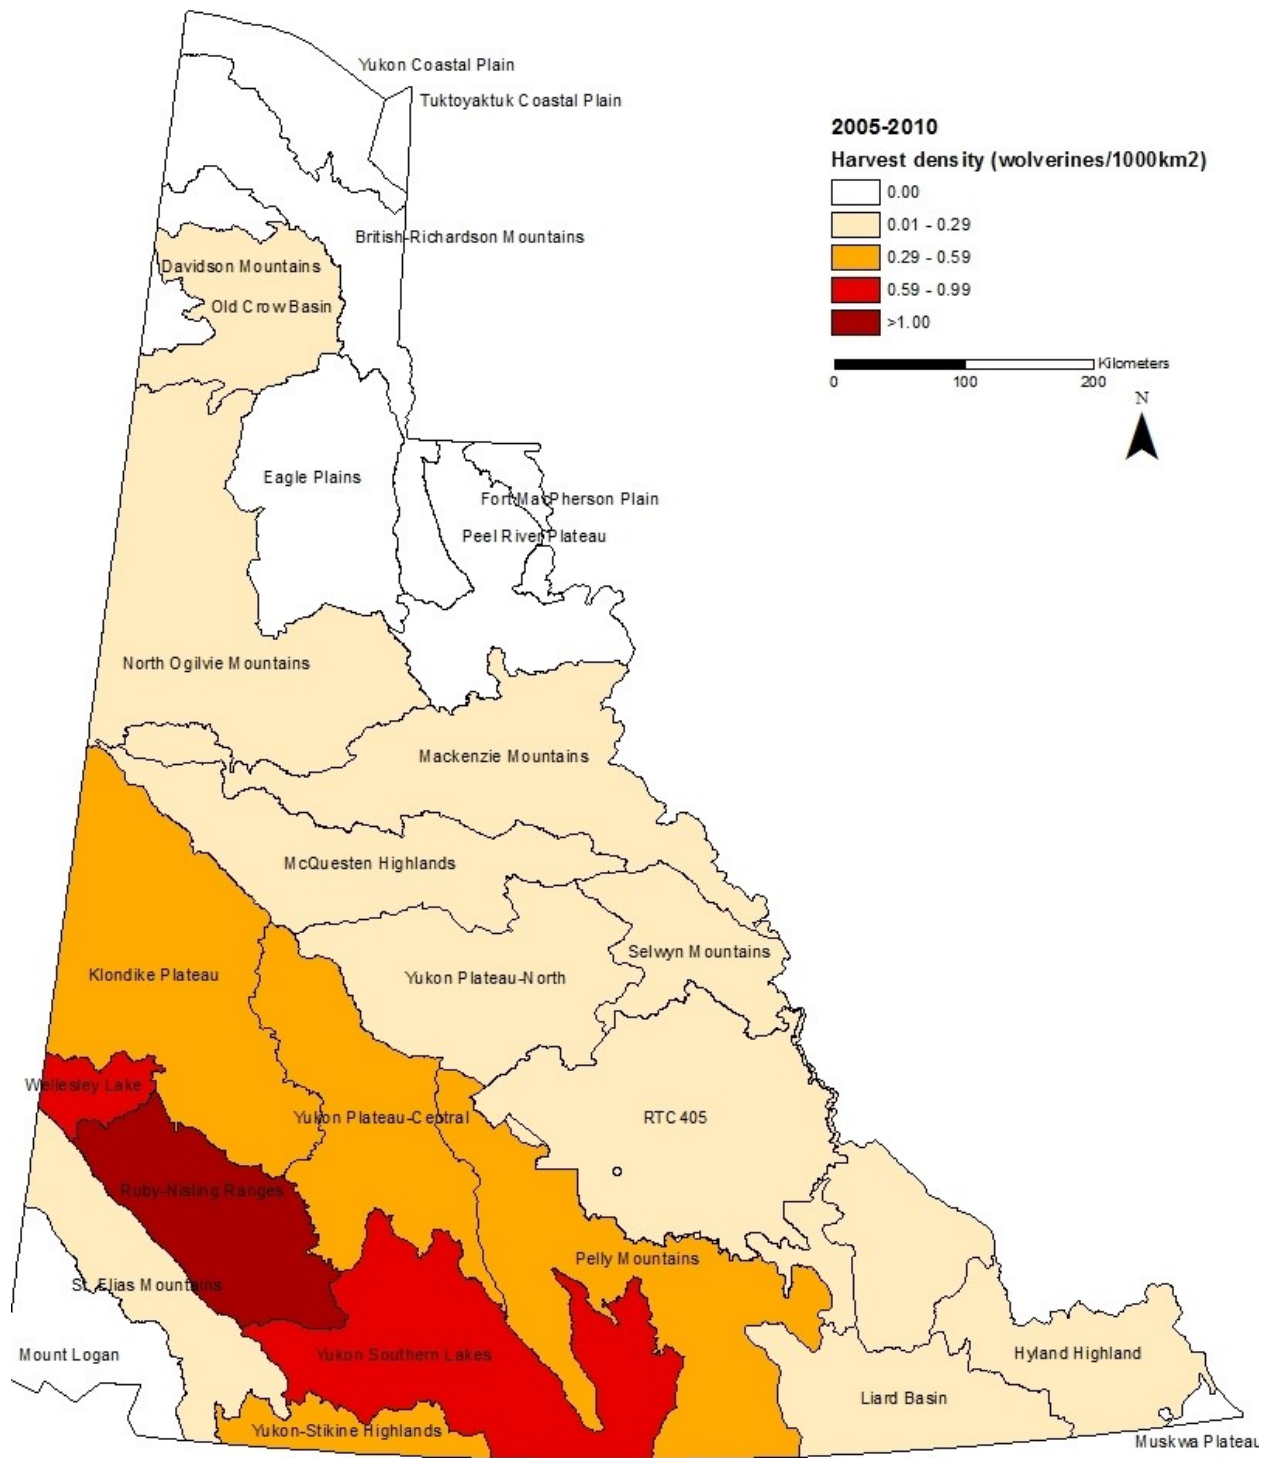 Yukon Coastal Plain
Tuktoyaktuk Coastal Plain
2005-2010
Harvest density (wolverines/1000km2)
0.00
0.01 - 0.29
0.29 - 0.59
0.59 - 0.99
>1.00
Kilometers
0 100 200
N
British-Richardson Mountains
Davidson Mountains
Old Crow Basin
Eagle Plains
Fort MacPherson Plain
Peel River Plateau
North Ogilvie Mountains
Mackenzie Mountains
McQuesten Highlands
Selwyn Mountains
Klondike Plateau
Yukon Plateau-North
Wellesley Lake
Yukon Plateau-Central
RTC 405
Ruby-Nisling Ranges
Pelly Mountains
St. Elias Mountains
Mount Logan
Yukon Southern Lakes
Hyland Highland
Liard Basin
Yukon-Stikine Highlands
Muskwa Plateau